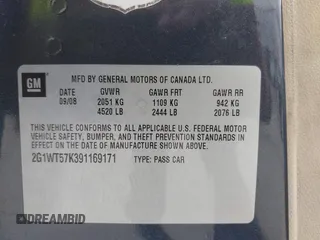 GM
MFD BY GENERAL MOTORS OF CANADA LTD.
DATE GVWR GAWR FRT GAWR RR
09/08 2051 KG 1109 KG 942 KG
4520 LB 2444 LB 2076 LB
THIS VEHICLE CONFORMS TO ALL APPLICABLE U.S. FEDERAL MOTOR
VEHICLE SAFETY, BUMPER, AND THEFT PREVENTION STANDARDS IN
EFFECT ON THE DATE OF MANUFACTURE SHOWN ABOVE.
2G1WT57K391169171 TYPE: PASS CAR
DREAMBID